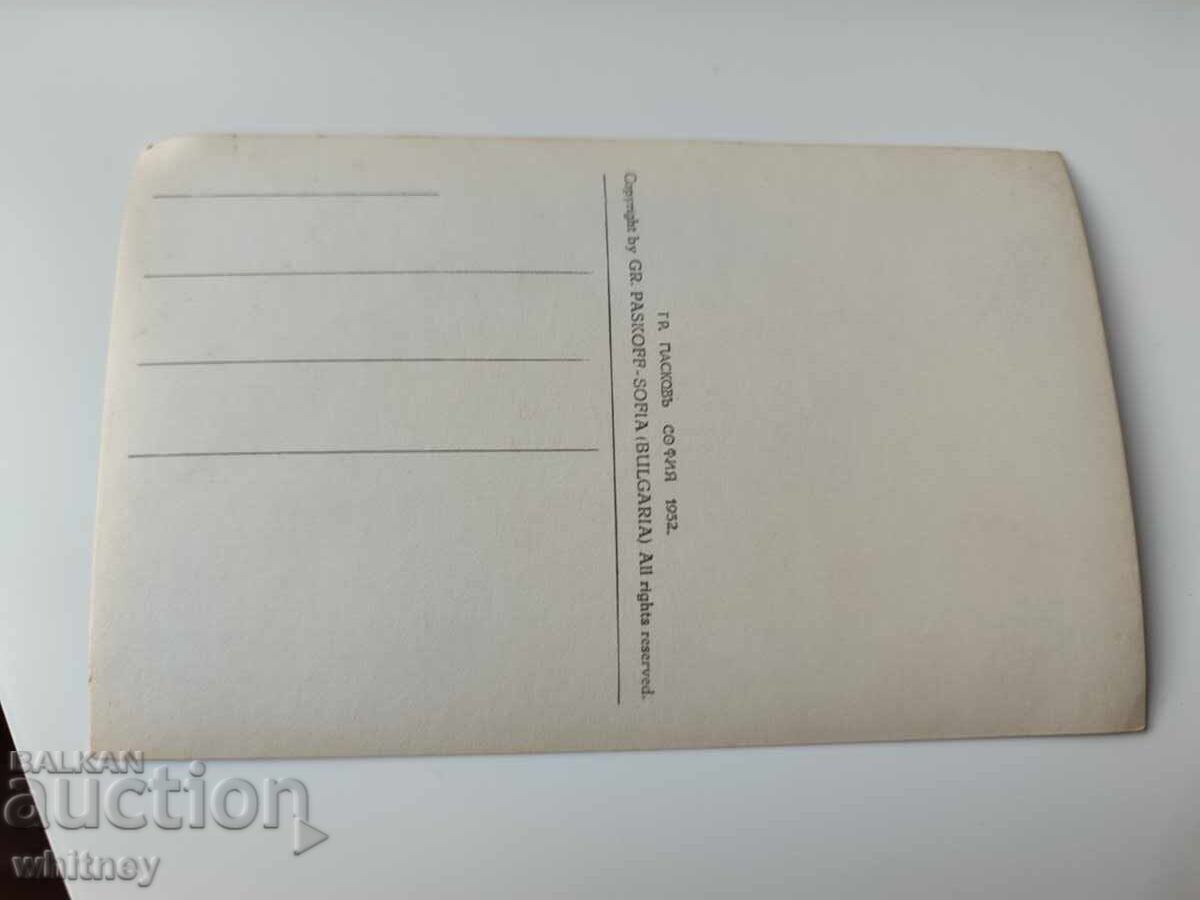 ГР. ПАСКОВЪ СОФИЯ 1932.
Copyright by GR. PASKOFF-SOFIA (BULGARIA) All rights reserved.
BALKAN
auction
whitney